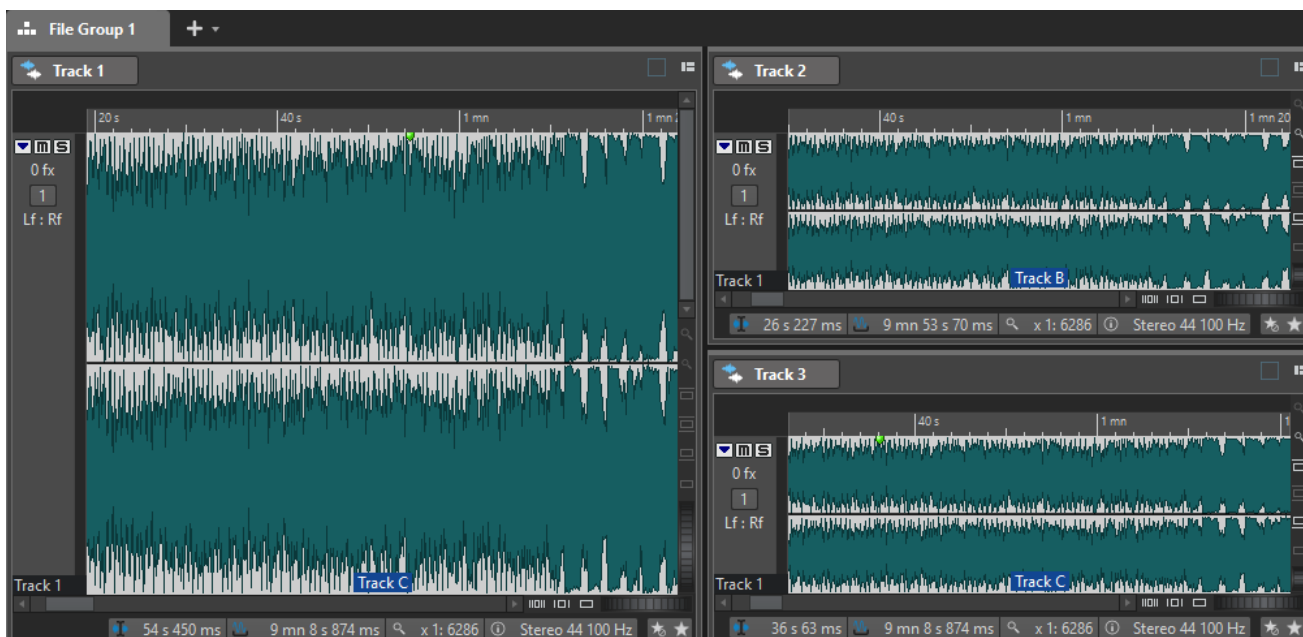 File Group 1
Track 1
20 s 40 s 1 mn 1 mn
m S
0 fx
1
Lf : Rf
Track 1
Track C
54 s 450 ms 9 mn 8 s 874 ms x 1: 6286 Stereo 44 100 Hz
Track 2
40 s 1 mn 1 mn 20
m S
0 fx
1
Lf : Rf
Track 1
Track B
26 s 227 ms 9 mn 53 s 70 ms x 1: 6286 Stereo 44 100 Hz
Track 3
40 s 1 mn 1
m S
0 fx
1
Lf : Rf
Track 1
Track C
36 s 63 ms 9 mn 8 s 874 ms x 1: 6286 Stereo 44 100 Hz